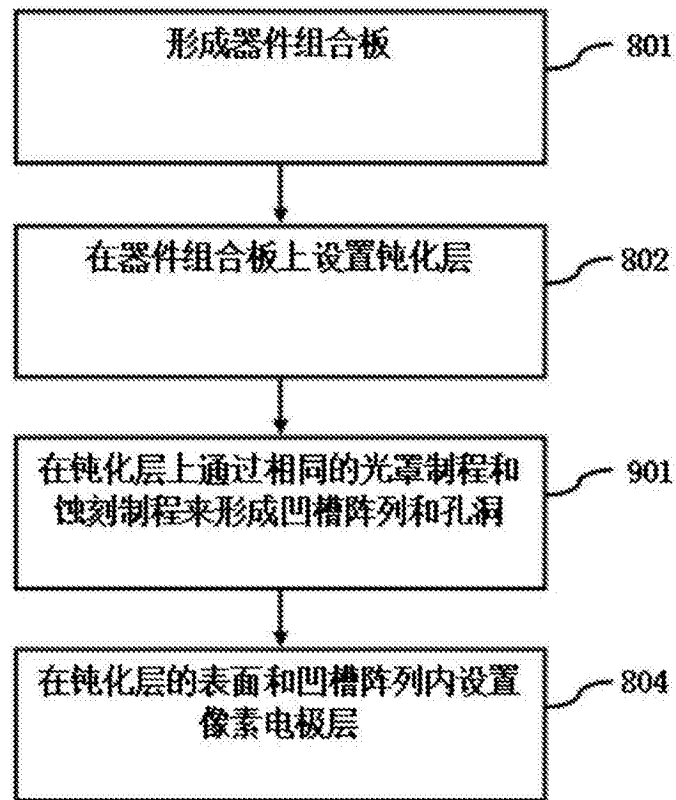 形成器件组合板
801
在器件组合板上设置钝化层
802
在钝化层上通过相同的光罩制程和
蚀刻制程来形成凹槽阵列和孔洞
901
在钝化层的表面和凹槽阵列内设置
像素电极层
804